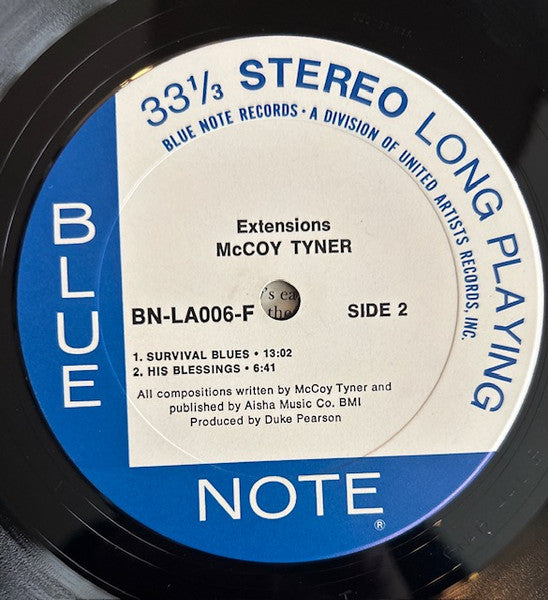 33⅓ STEREO LONG PLAYING
BLUE NOTE RECORDS • A DIVISION OF UNITED ARTISTS RECORDS, INC.
BLUE
Extensions
McCOY TYNER
BN-LA006-F
's ea
the
SIDE 2
1. SURVIVAL BLUES • 13:02
2. HIS BLESSINGS • 6:41
All compositions written by McCoy Tyner and
published by Aisha Music Co. BMI
Produced by Duke Pearson
NOTE ®